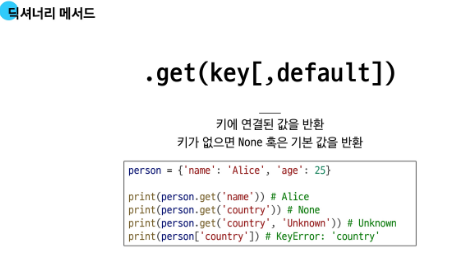 딕셔너리 메서드
.get(key[,default])
키에 연결된 값을 반환
키가 없으면 None 혹은 기본 값을 반환
person = {'name': 'Alice', 'age': 25}
print(person.get('name')) # Alice
print(person.get('country')) # None
print(person.get('country', 'Unknown')) # Unknown
print(person['country']) # KeyError: 'country'